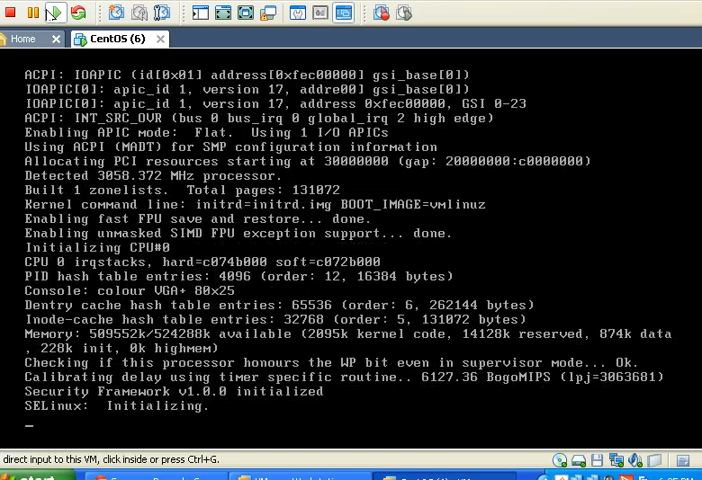 Home
CentOS (6)
ACPI: IOAPIC (id[0x01] address[0xfec00000] gsi_base[0])
IOAPIC[0]: apic_id 1, version 17, addre00] gsi_base[0])
IOAPIC[0]: apic_id 1, version 17, address 0xfec00000, GSI 0-23
ACPI: INT_SRC_OVR (bus 0 bus_irq 0 global_irq 2 high edge)
Enabling APIC mode:  Flat.  Using 1 I/O APICs
Using ACPI (MADT) for SMP configuration information
Allocating PCI resources starting at 30000000 (gap: 20000000:c0000000)
Detected 3058.372 MHz processor.
Built 1 zonelists.  Total pages: 131072
Kernel command line: initrd=initrd.img BOOT_IMAGE=vmlinuz
Enabling fast FPU save and restore... done.
Enabling unmasked SIMD FPU exception support... done.
Initializing CPU#0
CPU 0 irqstacks, hard=c074b000 soft=c072b000
PID hash table entries: 4096 (order: 12, 16384 bytes)
Console: colour VGA+ 80x25
Dentry cache hash table entries: 65536 (order: 6, 262144 bytes)
Inode-cache hash table entries: 32768 (order: 5, 131072 bytes)
Memory: 509552k/524288k available (2095k kernel code, 14128k reserved, 874k data
, 228k init, 0k highmem)
Checking if this processor honours the WP bit even in supervisor mode... Ok.
Calibrating delay using timer specific routine.. 6127.36 BogoMIPS (lpj=3063681)
Security Framework v1.0.0 initialized
SELinux:  Initializing.
direct input to this VM, click inside or press Ctrl+G.